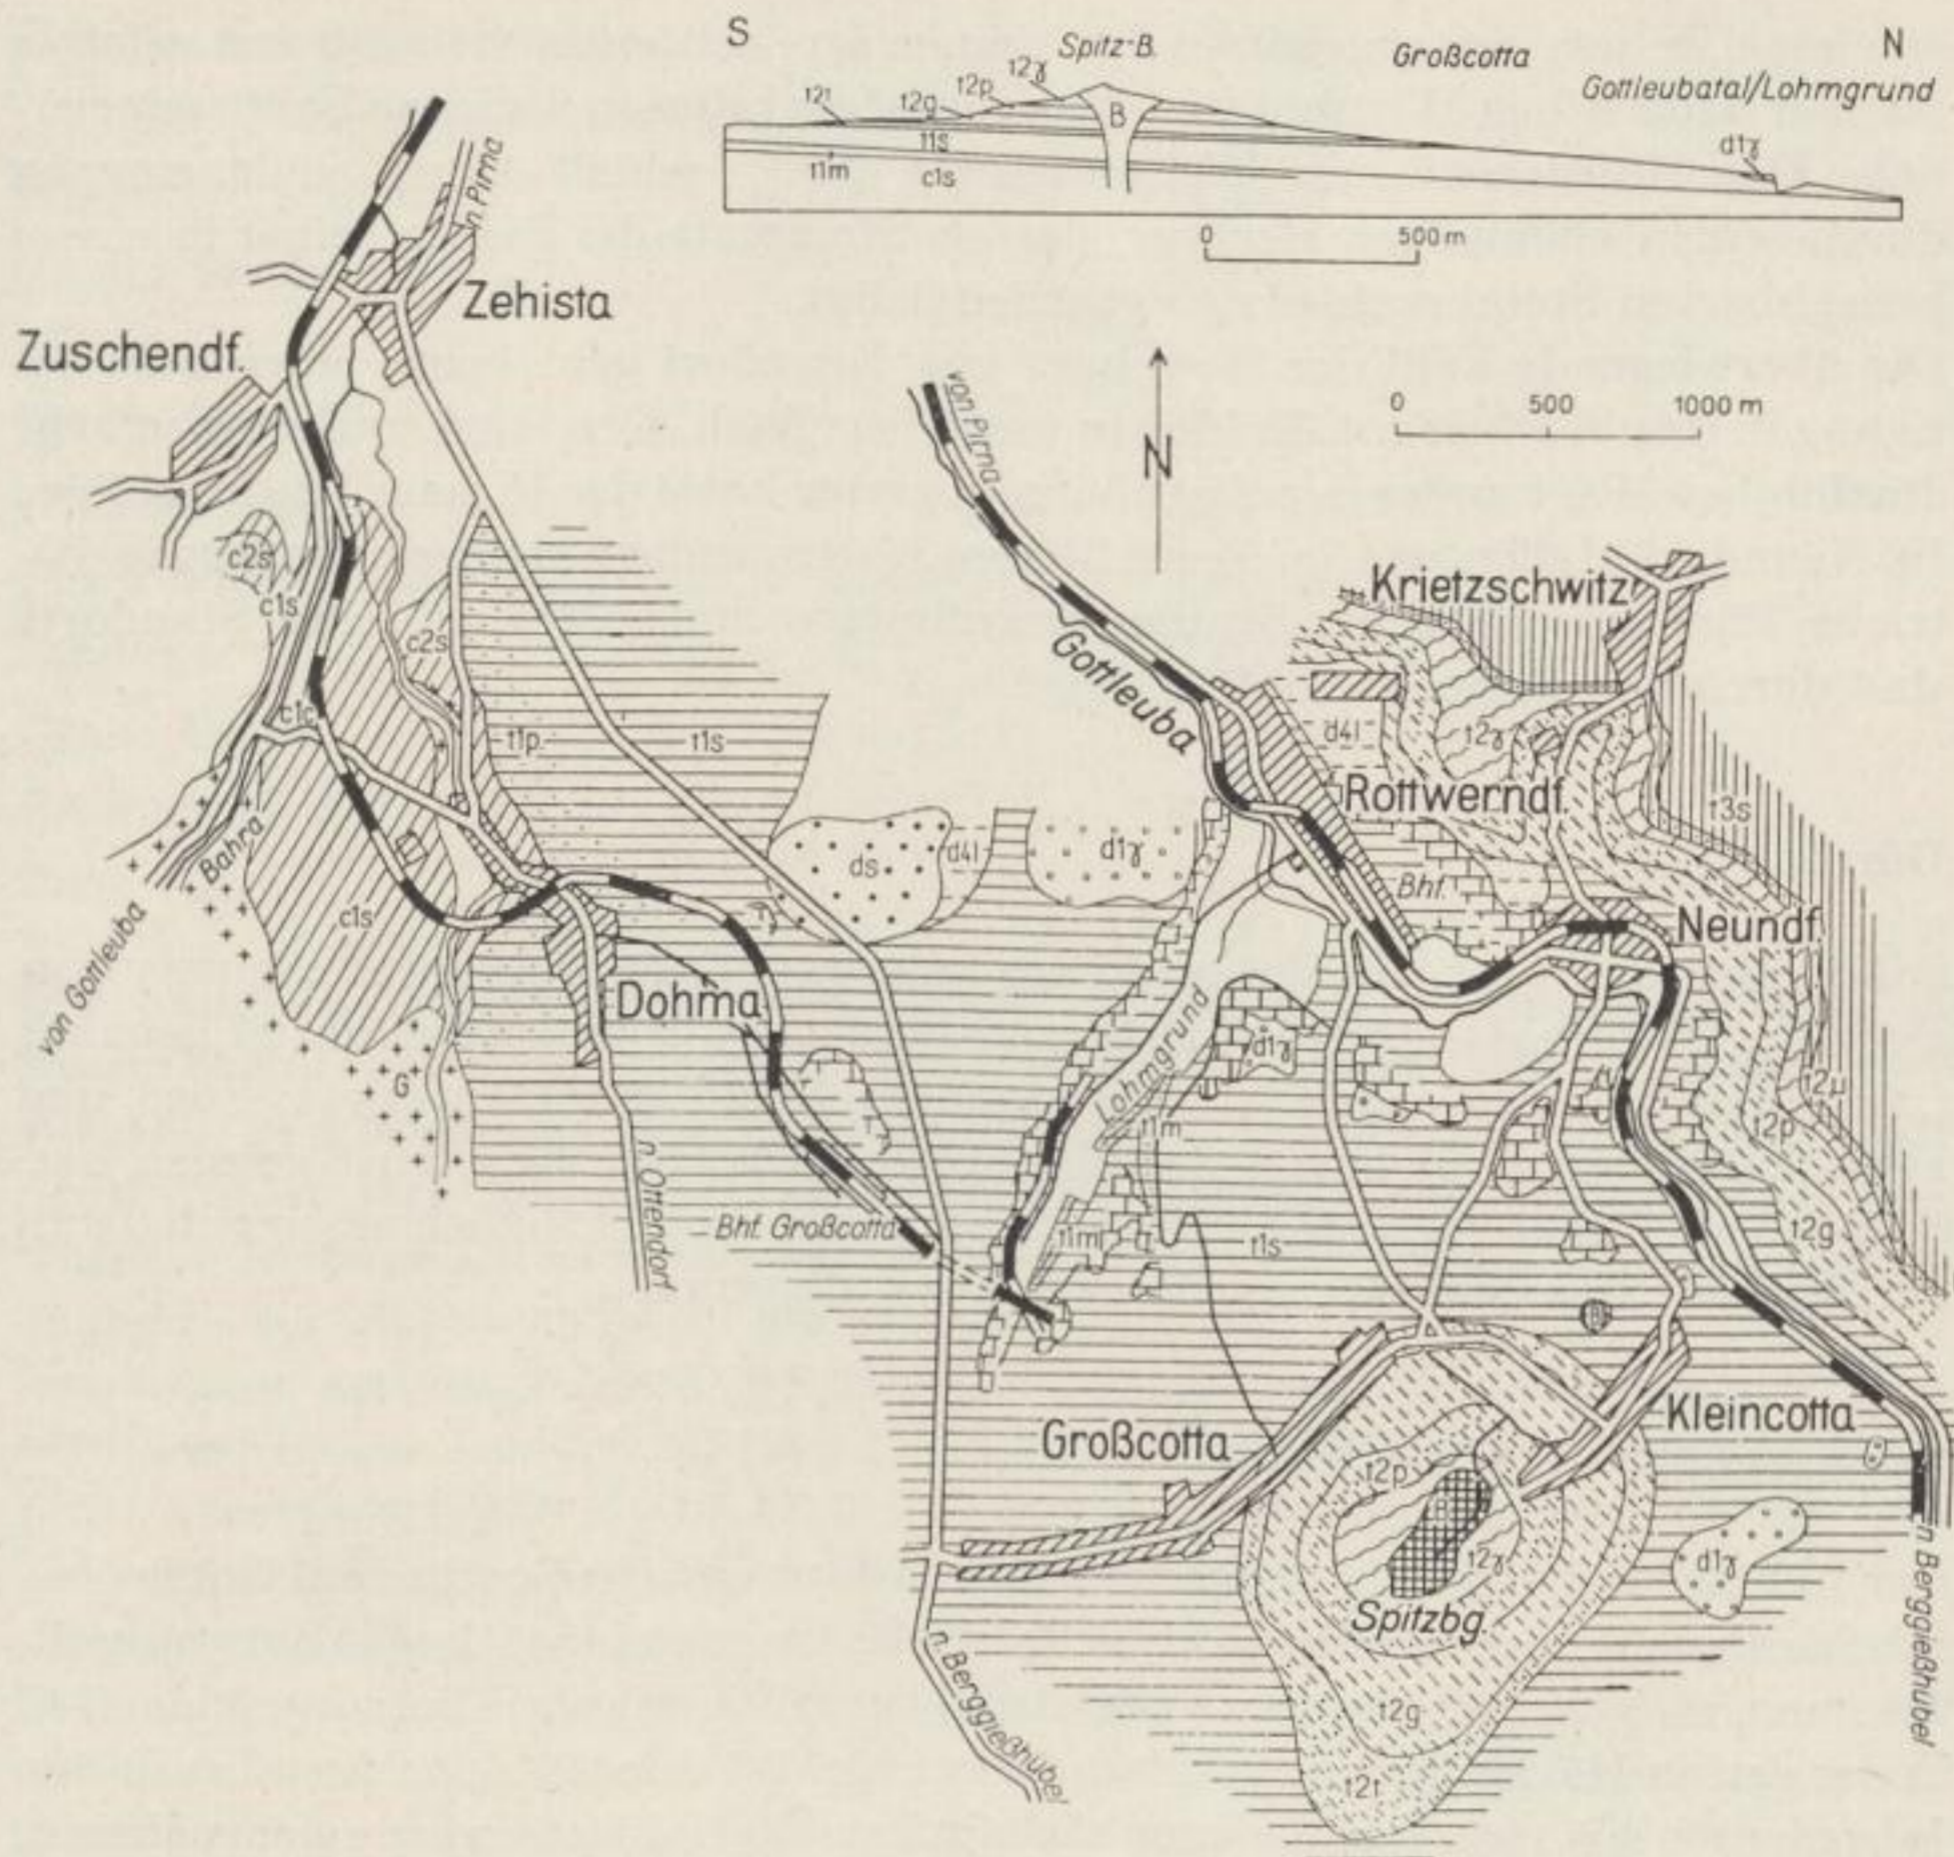 S
Spitz-B.
Großcotta
N
Gottleubatal/Lohmgrund
t2t
t2g
t2p
t2γ
B
t1s
t1m
c1s
d1γ
0 500 m
n. Pirna
Zehista
Zuschendf.
von Pirna
N
0 500 1000 m
c2s
c1s
c2s
c1c
Krietzschwitz
Gottleuba
t1p
t1s
d4l
t2γ
Rottwerndf.
t3s
Bahra
ds
d4l
d1γ
Bhf.
c1s
Neundf.
von Gottleuba
Dohma
Lohmgrund
d1γ
G
t2µ
t1m
t2p
n. Ottendorf
Bhf. Großcotta
t1m
t1s
t2g
B
Großcotta
Kleincotta
t2p
B
t2γ
d1γ
Spitzbg.
n. Berggießhübel
n. Berggießhübel
t2g
t2t